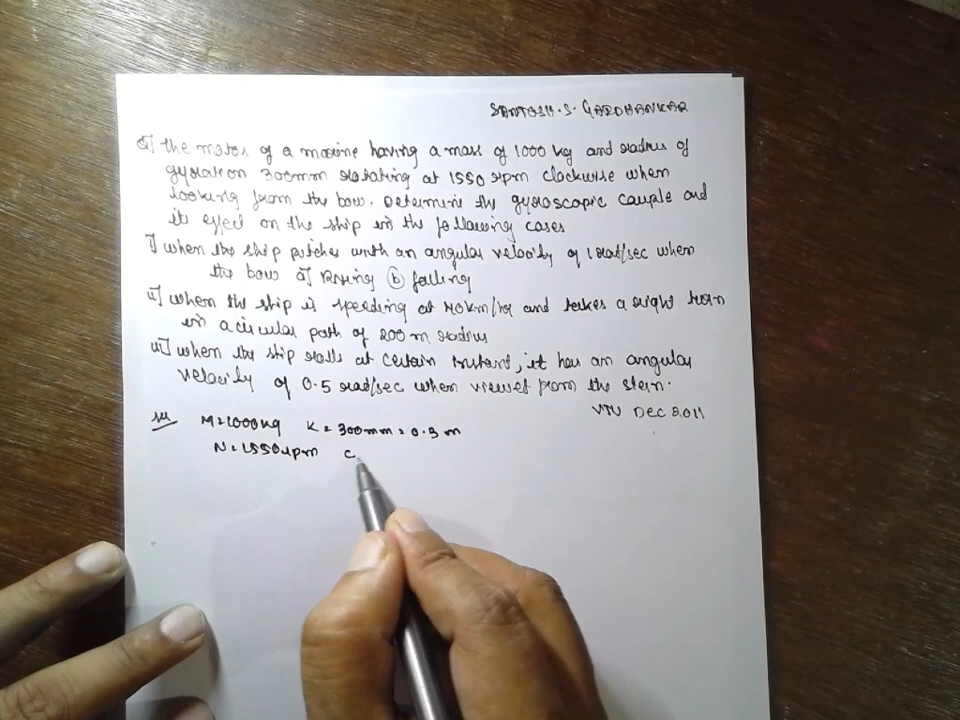 SANTOSH.S. GARDHANKAR
Q] The motor of a marine having a mass of 1000 kg and radius of
gyration 300mm rotating at 1550 rpm clockwise when
looking from the bow. Determine the gyroscopic couple and
its effect on the ship in the following cases
i] when the ship pitches with an angular velocity of 1 rad/sec when
the bow a] Rising (b) falling
ii] when the ship is speeding at 40km/hr and takes a right turn
in a circular path of 200 m radius
iii] when the ship rolls at certain instant, it has an angular
velocity of 0.5 rad/sec when viewed from the stern.
VTU Dec 2011
M=1000kg K = 300mm = 0.3 m
N=1550rpm C